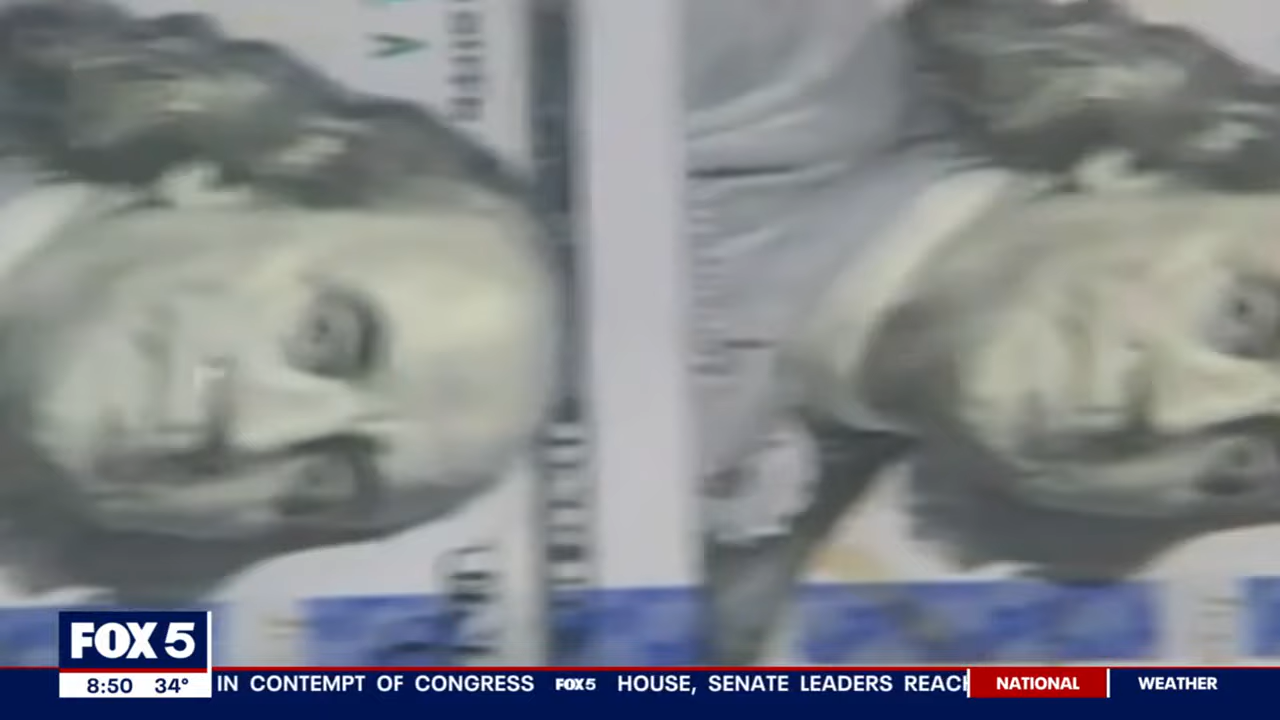 FOX 5
8:50 34°
IN CONTEMPT OF CONGRESS FOX 5 HOUSE, SENATE LEADERS REACH
NATIONAL
WEATHER